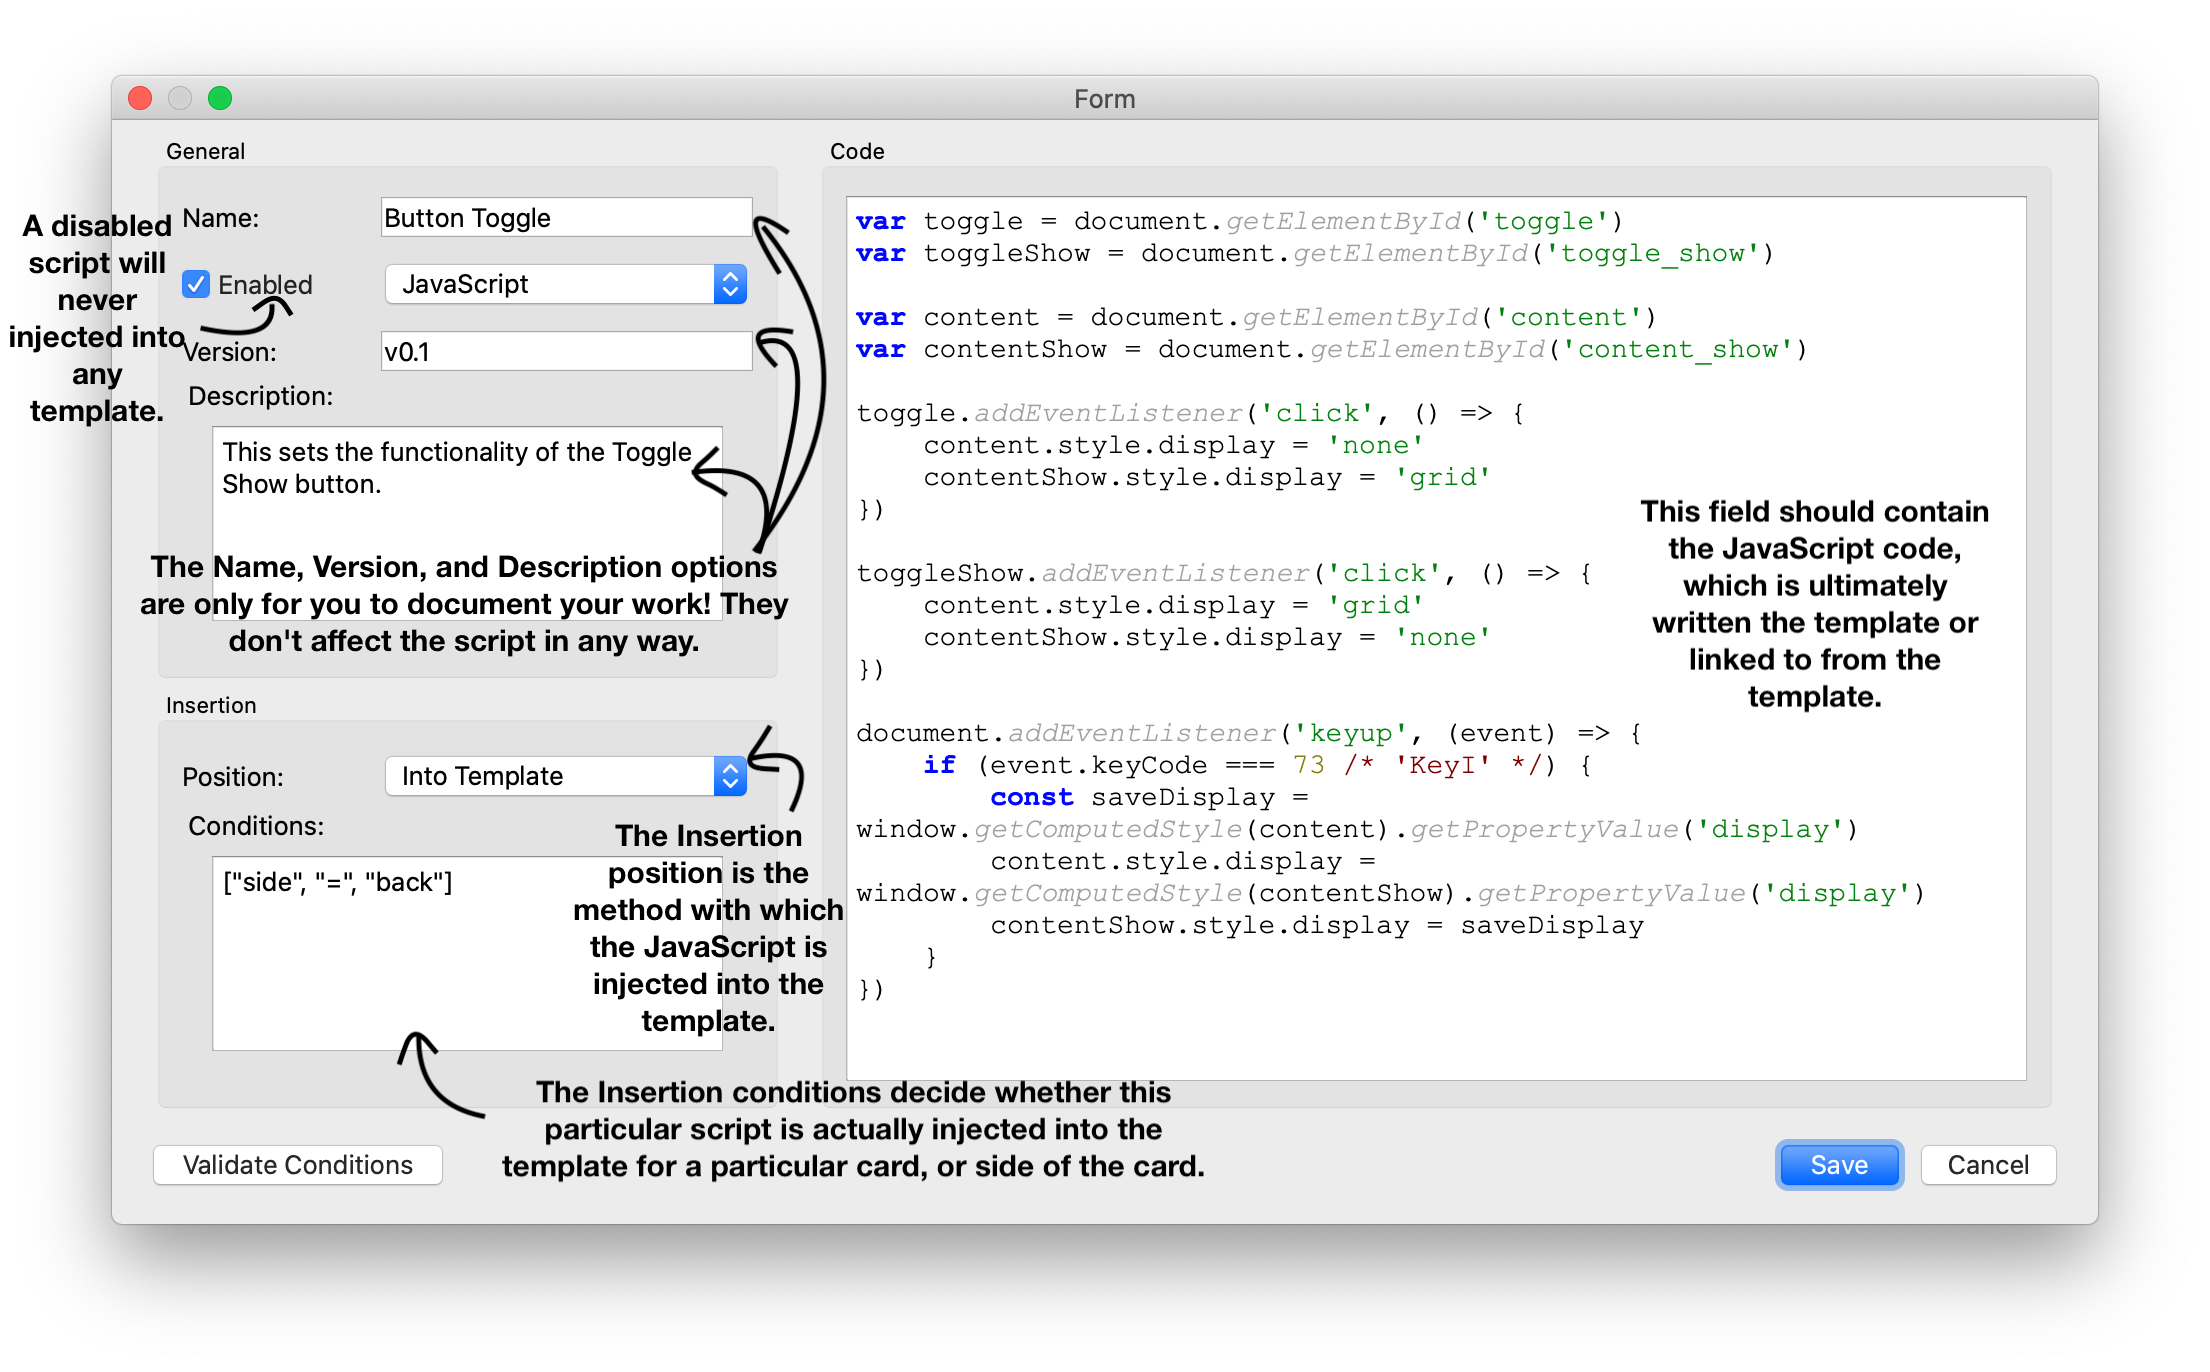 Form
General
Name:
Button Toggle
Enabled
JavaScript
Version:
v0.1
Description:
This sets the functionality of the Toggle
Show button.
A disabled
script will
never
injected into
any
template.
The Name, Version, and Description options
are only for you to document your work! They
don't affect the script in any way.
Insertion
Position:
Into Template
Conditions:
["side", "=", "back"]
The Insertion
position is the
method with which
the JavaScript is
injected into the
template.
The Insertion conditions decide whether this
particular script is actually injected into the
template for a particular card, or side of the card.
Validate Conditions
Code
var toggle = document.getElementById('toggle')
var toggleShow = document.getElementById('toggle_show')
var content = document.getElementById('content')
var contentShow = document.getElementById('content_show')
toggle.addEventListener('click', () => {
    content.style.display = 'none'
    contentShow.style.display = 'grid'
})
toggleShow.addEventListener('click', () => {
    content.style.display = 'grid'
    contentShow.style.display = 'none'
})
document.addEventListener('keyup', (event) => {
    if (event.keyCode === 73 /* 'KeyI' */) {
        const saveDisplay =
window.getComputedStyle(content).getPropertyValue('display')
        content.style.display =
window.getComputedStyle(contentShow).getPropertyValue('display')
        contentShow.style.display = saveDisplay
    }
})
This field should contain
the JavaScript code,
which is ultimately
written the template or
linked to from the
template.
Save
Cancel